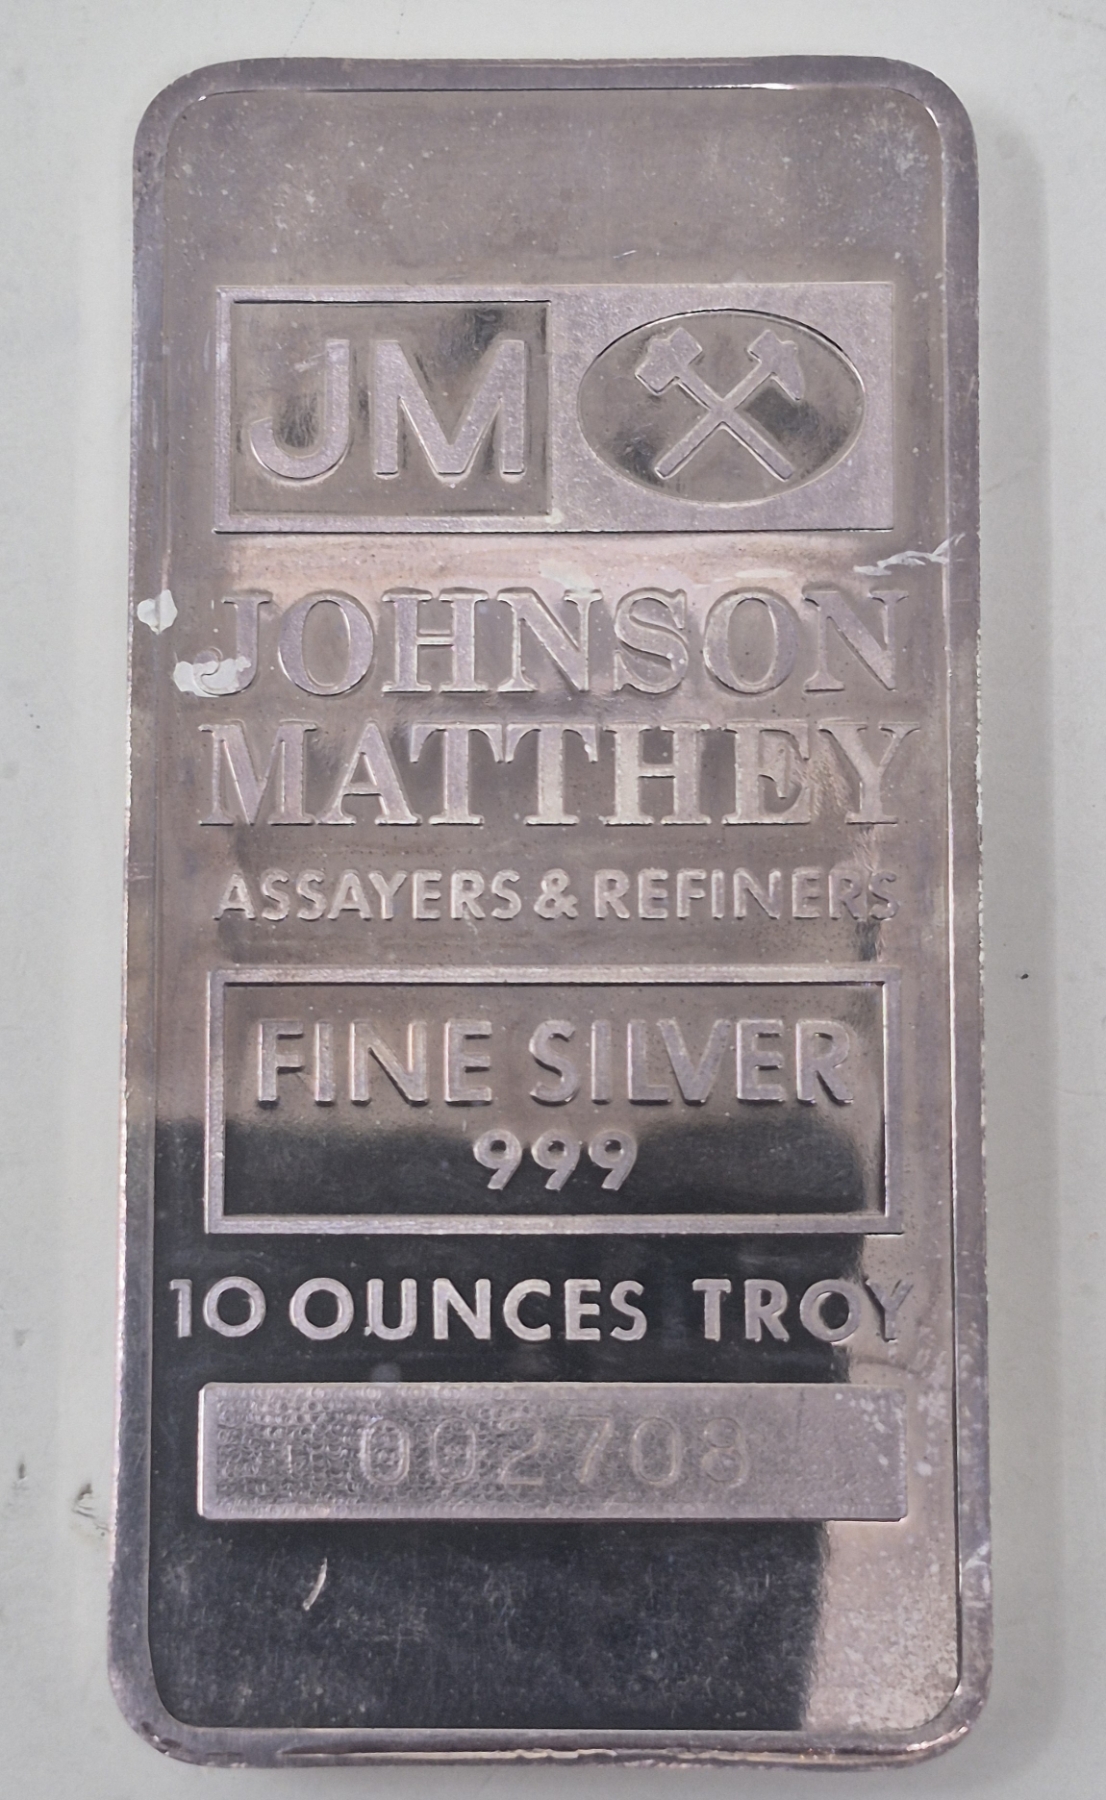 JM
JOHNSON
MATTHEY
ASSAYERS & REFINERS
FINE SILVER
999
10 OUNCES TROY
002708